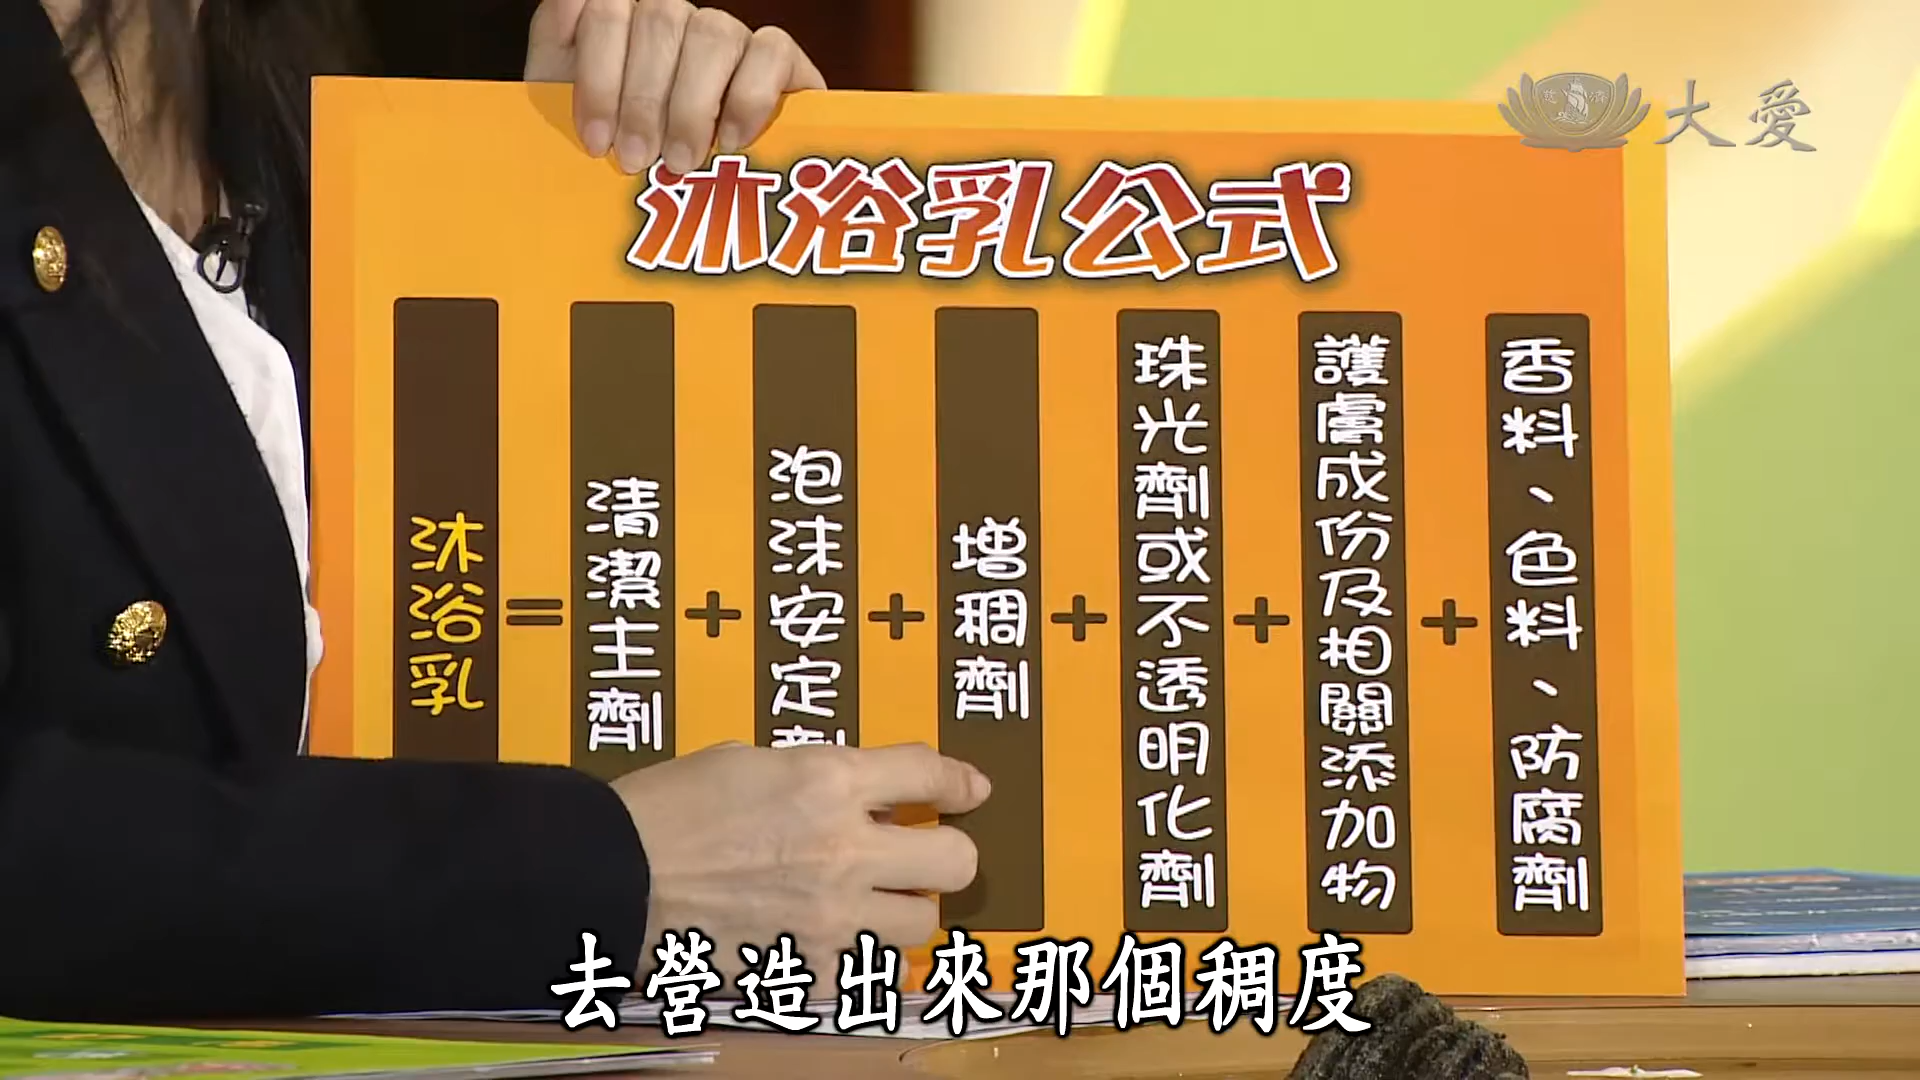 大愛
沐浴乳公式
沐浴乳
=
清潔主劑
+
泡沫安定劑
+
增稠劑
+
珠光劑或不透明化劑
+
護膚成份及相關添加物
+
香料、色料、防腐劑
去營造出來那個稠度